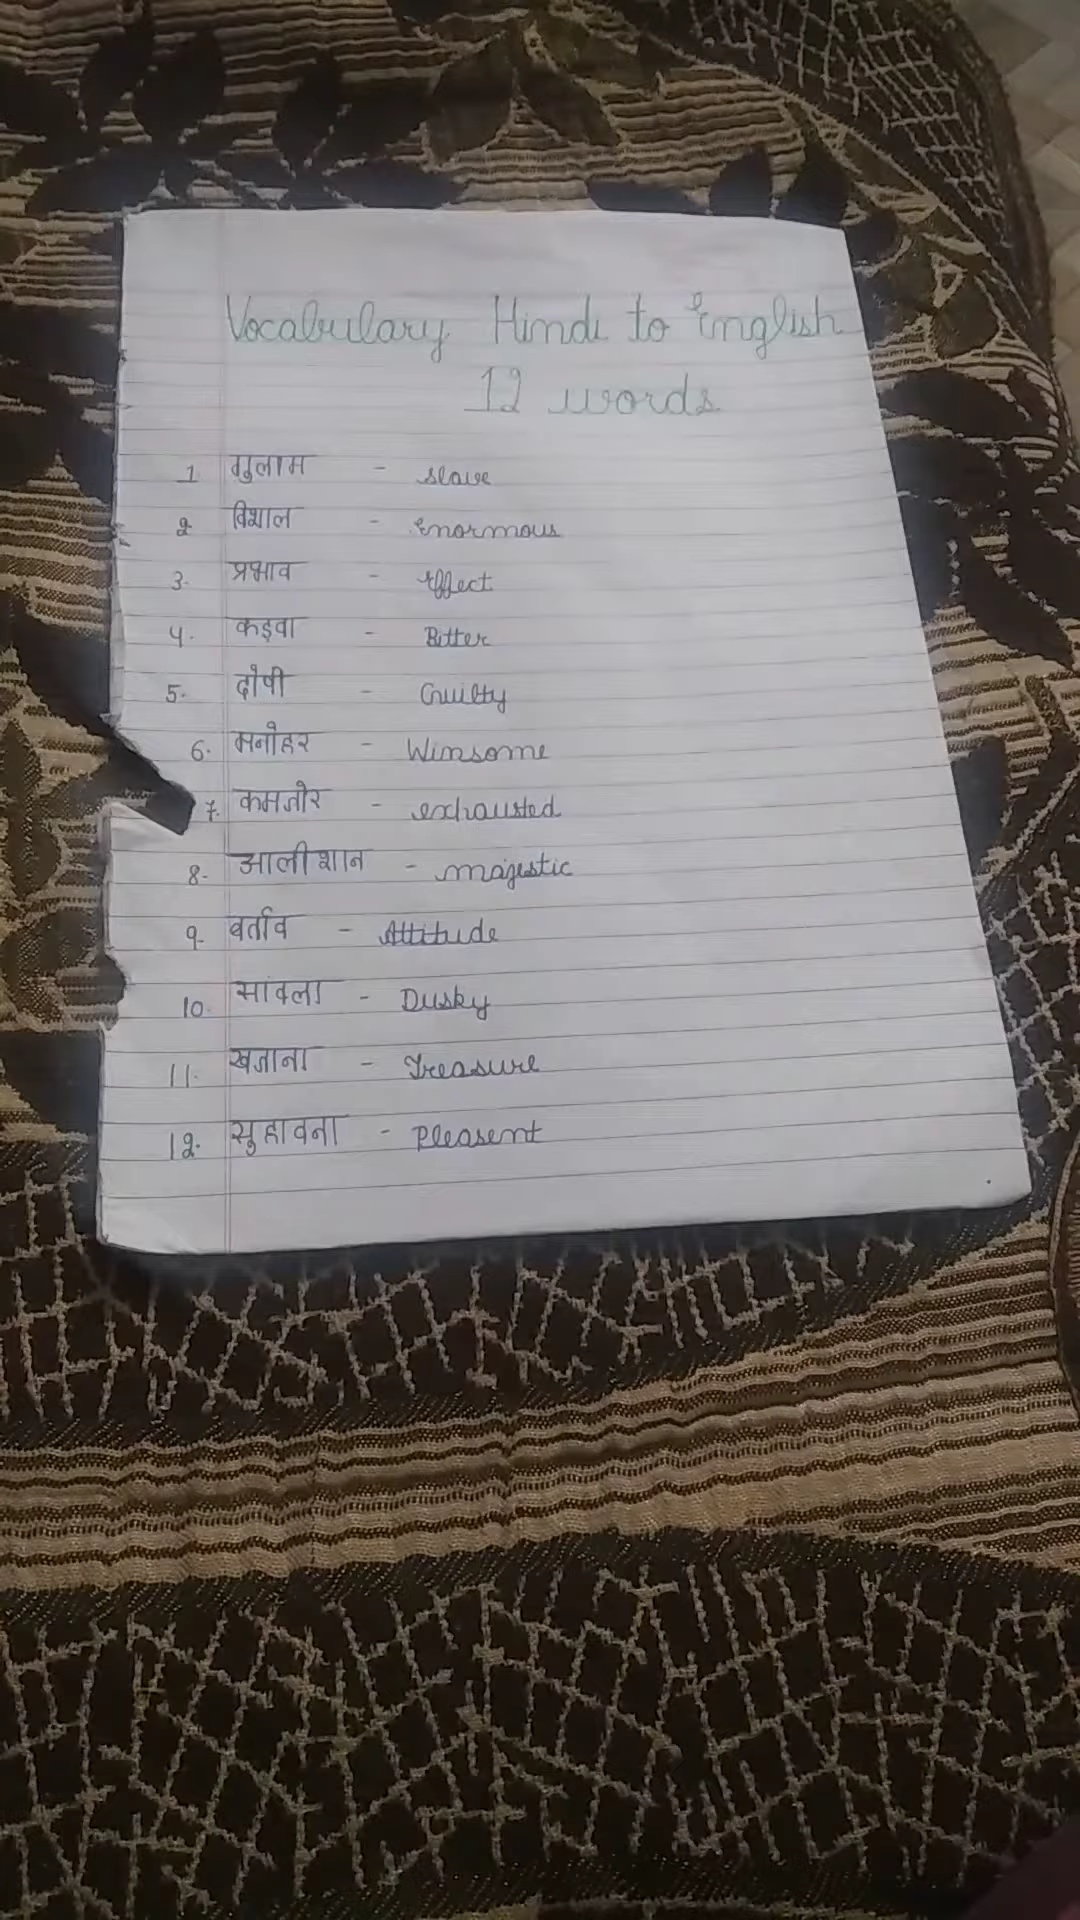 Vocabulary Hindi to English
12 words
1 गुलाम - slave
2. विशाल - Enormous
3. प्रभाव - Effect
4. कड़वा - Bitter
5. दोषी - Guilty
6. मनोहर - Winsome
7. कमजोर - exhausted
8. आलीशान - majestic
9. वर्ताव - Attitude
10. सावला - Dusky
11. खजाना - Treasure
12. सुहावना - Pleasent